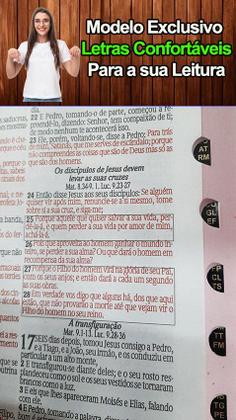 Modelo Exclusivo
Letras Confortáveis
Para a sua Leitura
22 E Pedro, tomando-o de parte, começou a re-
preendê-lo, dizendo: Senhor, tem compaixão de ti;
de modo nenhum te acontecerá isso.
23 Ele, porém, voltando-se, disse a Pedro: Para trás
de mim, Satanás, que me serves de escândalo; porque
não compreendes as coisas que são de Deus mas só as
que são dos homens.
Os discípulos de Jesus devem
levar as suas cruzes
Mar. 8.34-9. 1. Luc. 9.23-27
24 Então disse Jesus aos seus discípulos: Se alguém
quiser vir após mim, renuncie-se a si mesmo, tome
sobre si a sua cruz, e siga-me;
25 Porque aquele que quiser salvar a sua vida, per-
dê-la-á, e quem perder a sua vida por amor de mim,
achá-la-á.
26 Pois que aproveita ao homem ganhar o mundo in-
teiro, se perder a sua alma? Ou que dará o homem em
recompensa da sua alma?
27 Porque o Filho do homem virá na glória de seu Pai,
com os seus anjos; e então dará a cada um segundo
as suas obras.
28 Em verdade vos digo que alguns há, dos que aqui
estão, que não provarão a morte até que vejam vir o
Filho do homem no seu reino.
A transfiguração
Mar. 9.1-13. Luc. 9.28-36
17 SEIS dias depois, tomou Jesus consigo a Pedro,
e a Tiago, e a João, seu irmão, e os conduziu em
particular a um alto monte,
2 E transfigurou-se diante deles; e o seu rosto res-
plandeceu como o sol e os seus vestidos se tornaram
brancos como a luz.
3 E eis que lhes apareceram Moisés e Elias, falando
com ele.
4 E Pedro, tomando a palavra,
AT
RM
GL
FP
CL
TS
TT
FM
TG
PE